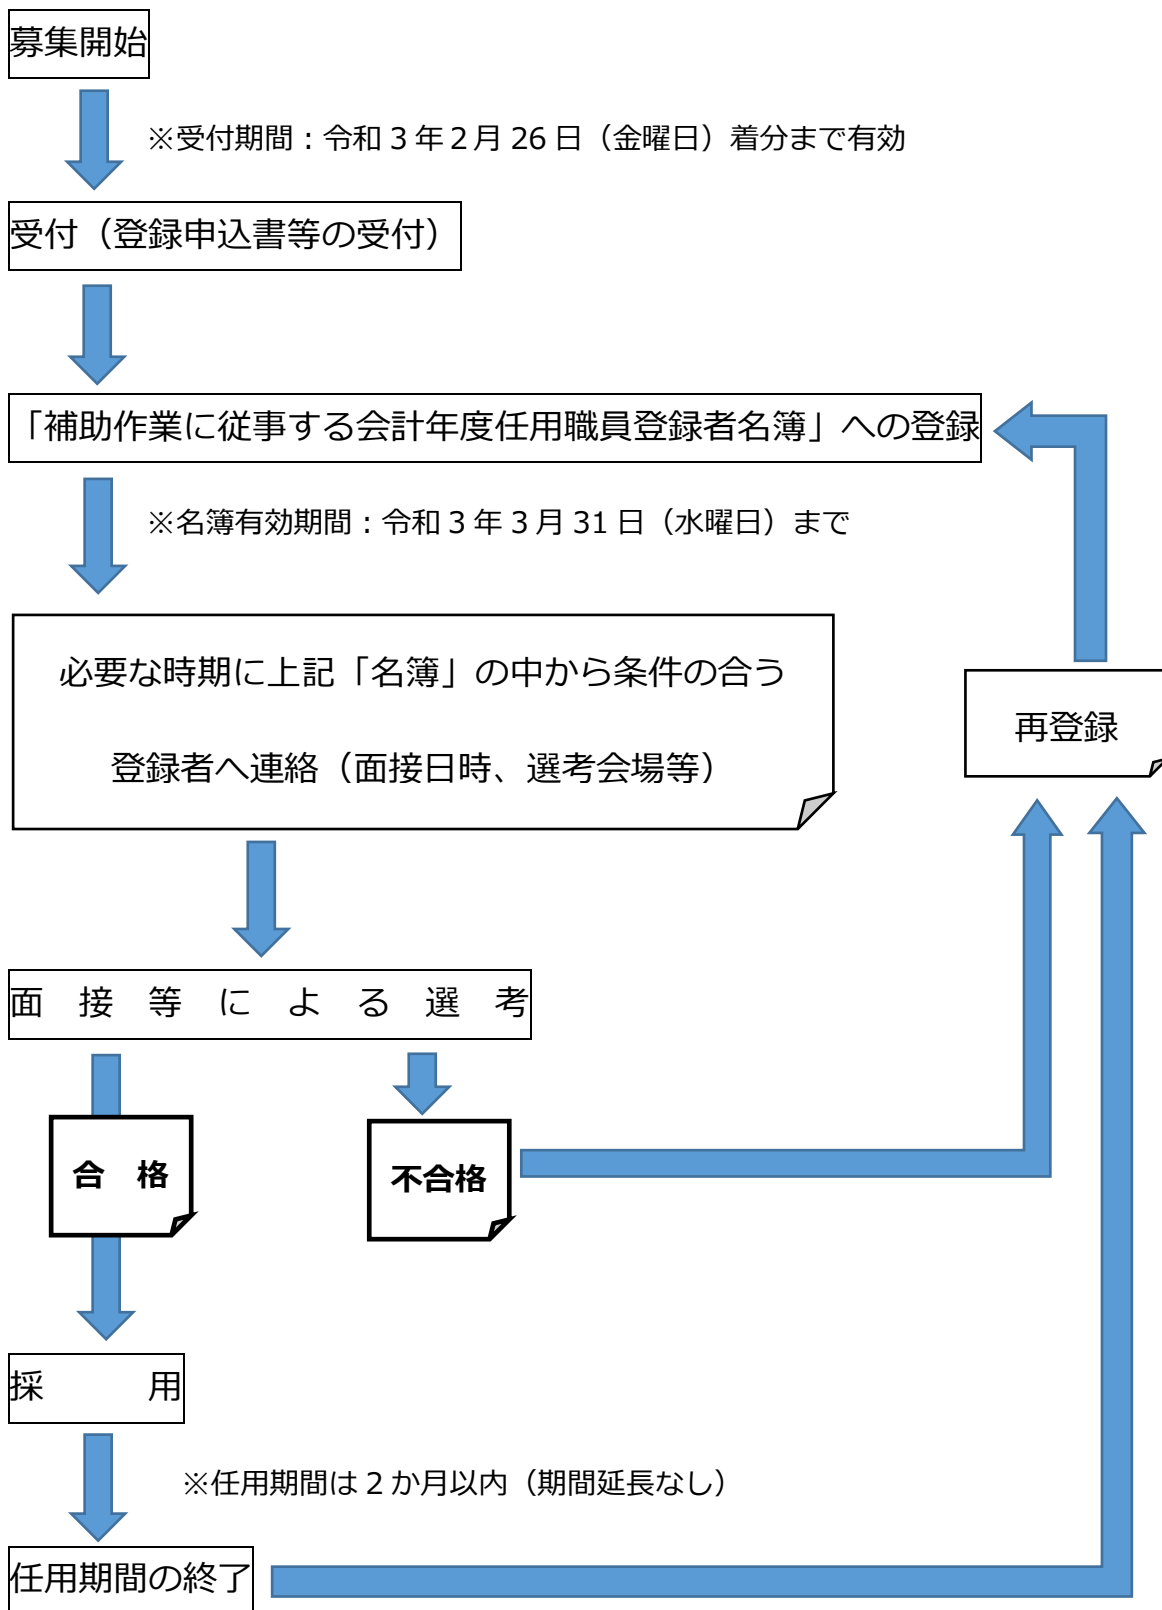 募集開始
※受付期間：令和３年２月 26 日（金曜日）着分まで有効
受付（登録申込書等の受付）
「補助作業に従事する会計年度任用職員登録者名簿」への登録
※名簿有効期間：令和３年３月 31 日（水曜日）まで
必要な時期に上記「名簿」の中から条件の合う
登録者へ連絡（面接日時、選考会場等）
再登録
面　接　等　に　よ　る　選　考
合　格
不合格
採　　　用
※任用期間は２か月以内（期間延長なし）
任用期間の終了